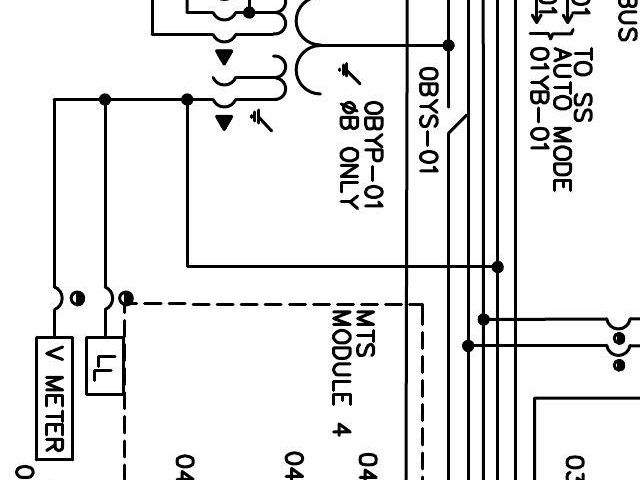 BUS
01
TO SS
01
AUTO MODE
01YB-01
0BYS-01
0BYP-01
ØB ONLY
MTS
MODULE 4
LL
V METER
03
04
04
04
0